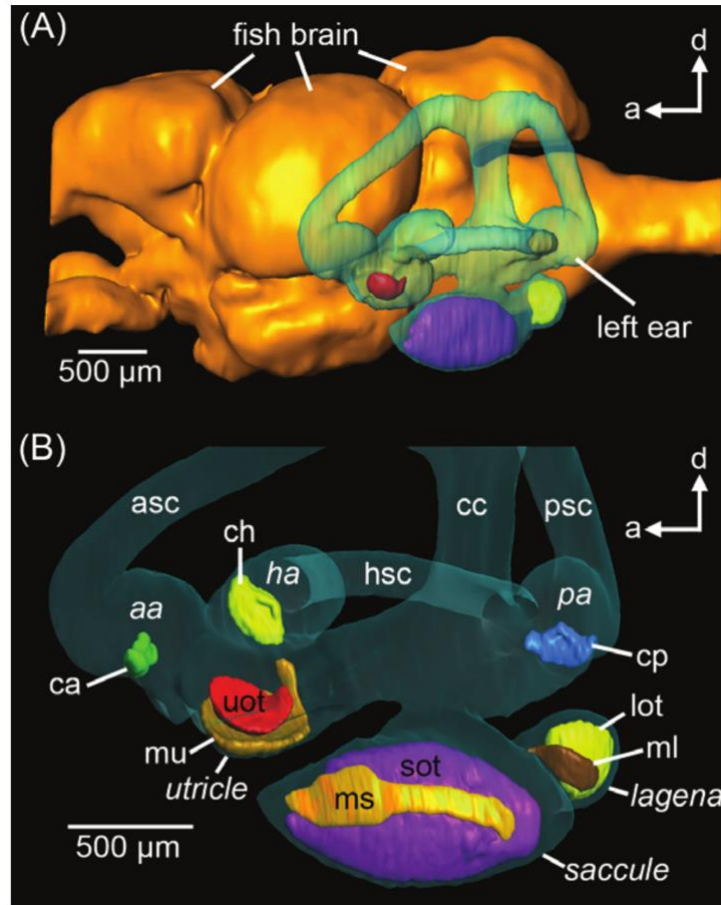 (A)
fish brain
d
a
left ear
500 µm
(B)
d
a
asc
cc
psc
ch
ha
hsc
aa
pa
ca
cp
uot
lot
mu
ml
utricle
sot
ms
lagena
500 µm
saccule